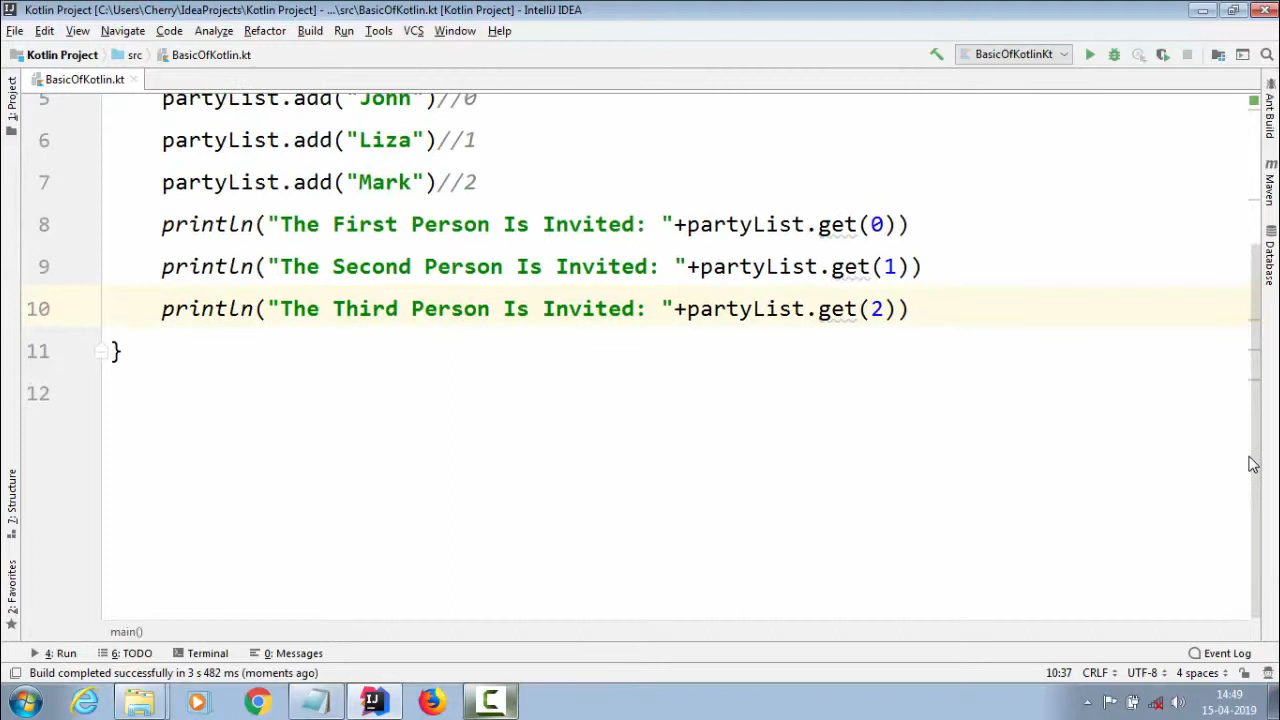 Kotlin Project [C:\Users\Cherry\IdeaProjects\Kotlin Project] - ...\src\BasicOfKotlin.kt [Kotlin Project] - IntelliJ IDEA
File Edit View Navigate Code Analyze Refactor Build Run Tools VCS Window Help
Kotlin Project src BasicOfKotlin.kt BasicOfKotlinKt
BasicOfKotlin.kt
1: Project
7: Structure
2: Favorites
5 partyList.add("John")//0
6 partyList.add("Liza")//1
7 partyList.add("Mark")//2
8 println("The First Person Is Invited: "+partyList.get(0))
9 println("The Second Person Is Invited: "+partyList.get(1))
10 println("The Third Person Is Invited: "+partyList.get(2))
11 }
12
Ant Build
Maven
Database
main()
4: Run 6: TODO Terminal 0: Messages Event Log
Build completed successfully in 3 s 482 ms (moments ago) 10:37 CRLF UTF-8 4 spaces
14:49
15-04-2019